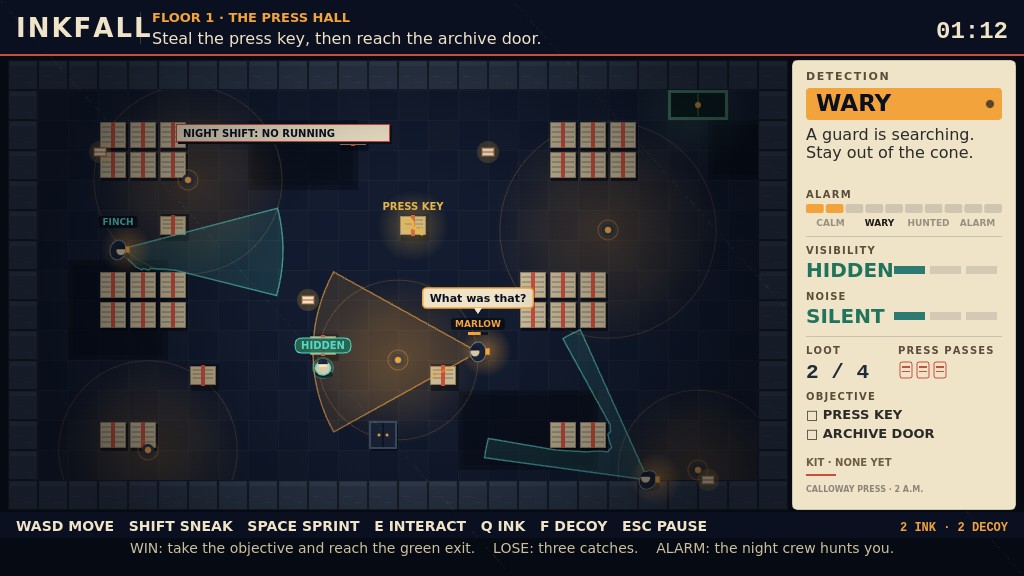 INKFALL
FLOOR 1 · THE PRESS HALL
Steal the press key, then reach the archive door.
01:12
NIGHT SHIFT: NO RUNNING
PRESS KEY
FINCH
What was that?
MARLOW
HIDDEN
DETECTION
WARY
A guard is searching.
Stay out of the cone.
ALARM
CALM WARY HUNTED ALARM
VISIBILITY
HIDDEN
NOISE
SILENT
LOOT PRESS PASSES
2 / 4
OBJECTIVE
□ PRESS KEY
□ ARCHIVE DOOR
KIT · NONE YET
CALLOWAY PRESS · 2 A.M.
WASD MOVE SHIFT SNEAK SPACE SPRINT E INTERACT Q INK F DECOY ESC PAUSE
2 INK · 2 DECOY
WIN: take the objective and reach the green exit. LOSE: three catches. ALARM: the night crew hunts you.